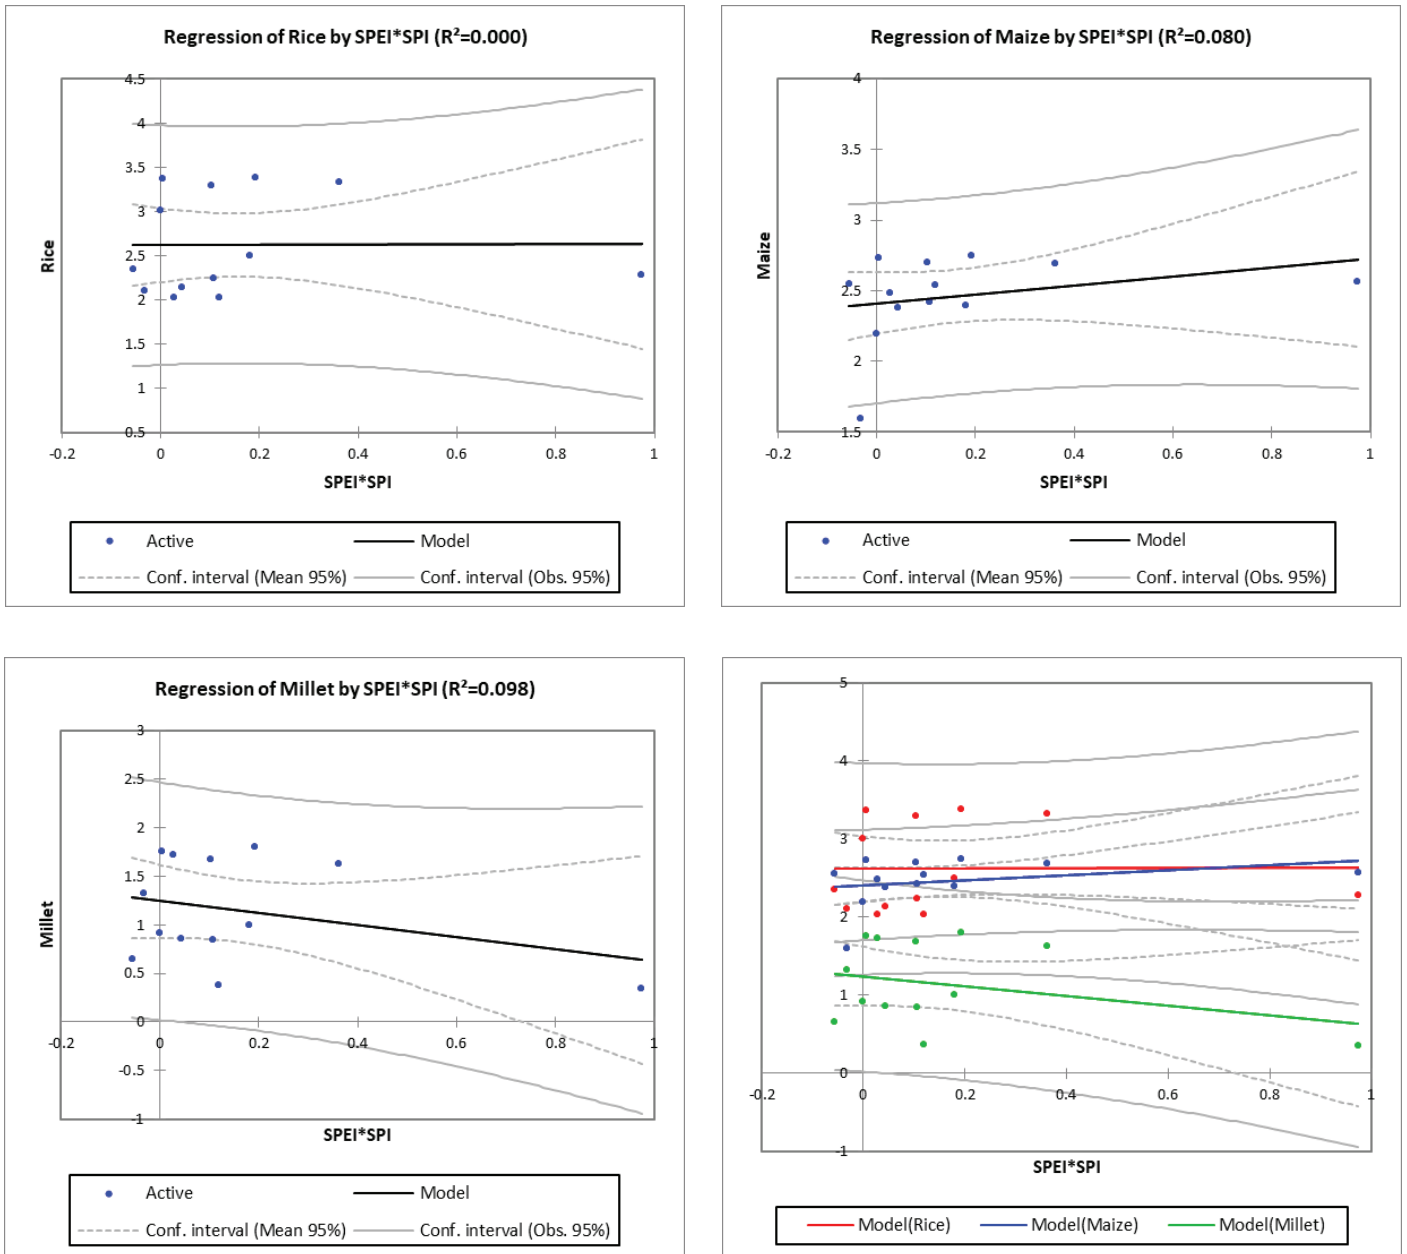 Regression of Rice by SPEI*SPI (R²=0.000)
4.5
4
3.5
3
2.5
2
1.5
1
0.5
Rice
-0.2 0 0.2 0.4 0.6 0.8 1
SPEI*SPI
Active Model
Conf. interval (Mean 95%) Conf. interval (Obs. 95%)
Regression of Maize by SPEI*SPI (R²=0.080)
4
3.5
3
2.5
2
1.5
Maize
-0.2 0 0.2 0.4 0.6 0.8 1
SPEI*SPI
Active Model
Conf. interval (Mean 95%) Conf. interval (Obs. 95%)
Regression of Millet by SPEI*SPI (R²=0.098)
3
2.5
2
1.5
1
0.5
0
-0.5
-1
Millet
-0.2 0 0.2 0.4 0.6 0.8 1
SPEI*SPI
Active Model
Conf. interval (Mean 95%) Conf. interval (Obs. 95%)
5
4
3
2
1
0
-1
-0.2 0 0.2 0.4 0.6 0.8 1
SPEI*SPI
Model(Rice) Model(Maize) Model(Millet)